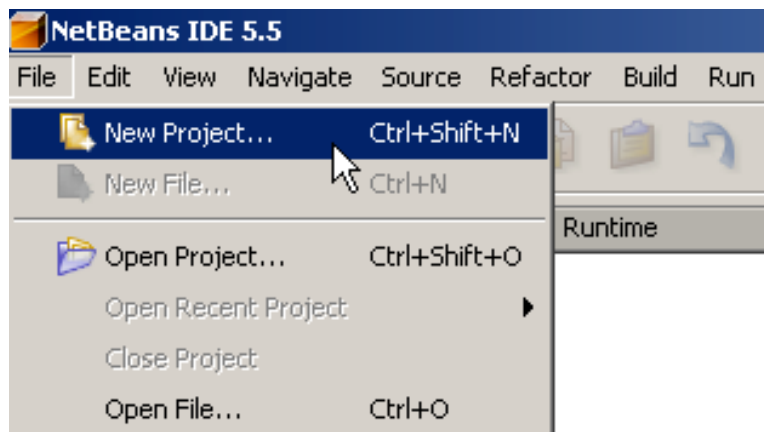 NetBeans IDE 5.5
File Edit View Navigate Source Refactor Build Run
New Project... Ctrl+Shift+N
New File... Ctrl+N
Runtime
Open Project... Ctrl+Shift+O
Open Recent Project
Close Project
Open File... Ctrl+O